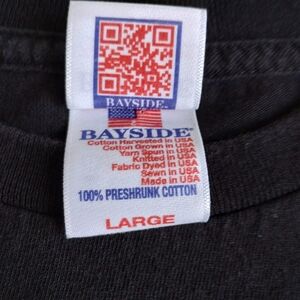 BAYSIDE
BAYSIDE®
Cotton Harvested in USA
Cotton Grown in USA
Yarn Spun in USA
Knitted in USA
Fabric Dyed in USA
Sewn in USA
Made in USA
100% PRESHRUNK COTTON
LARGE